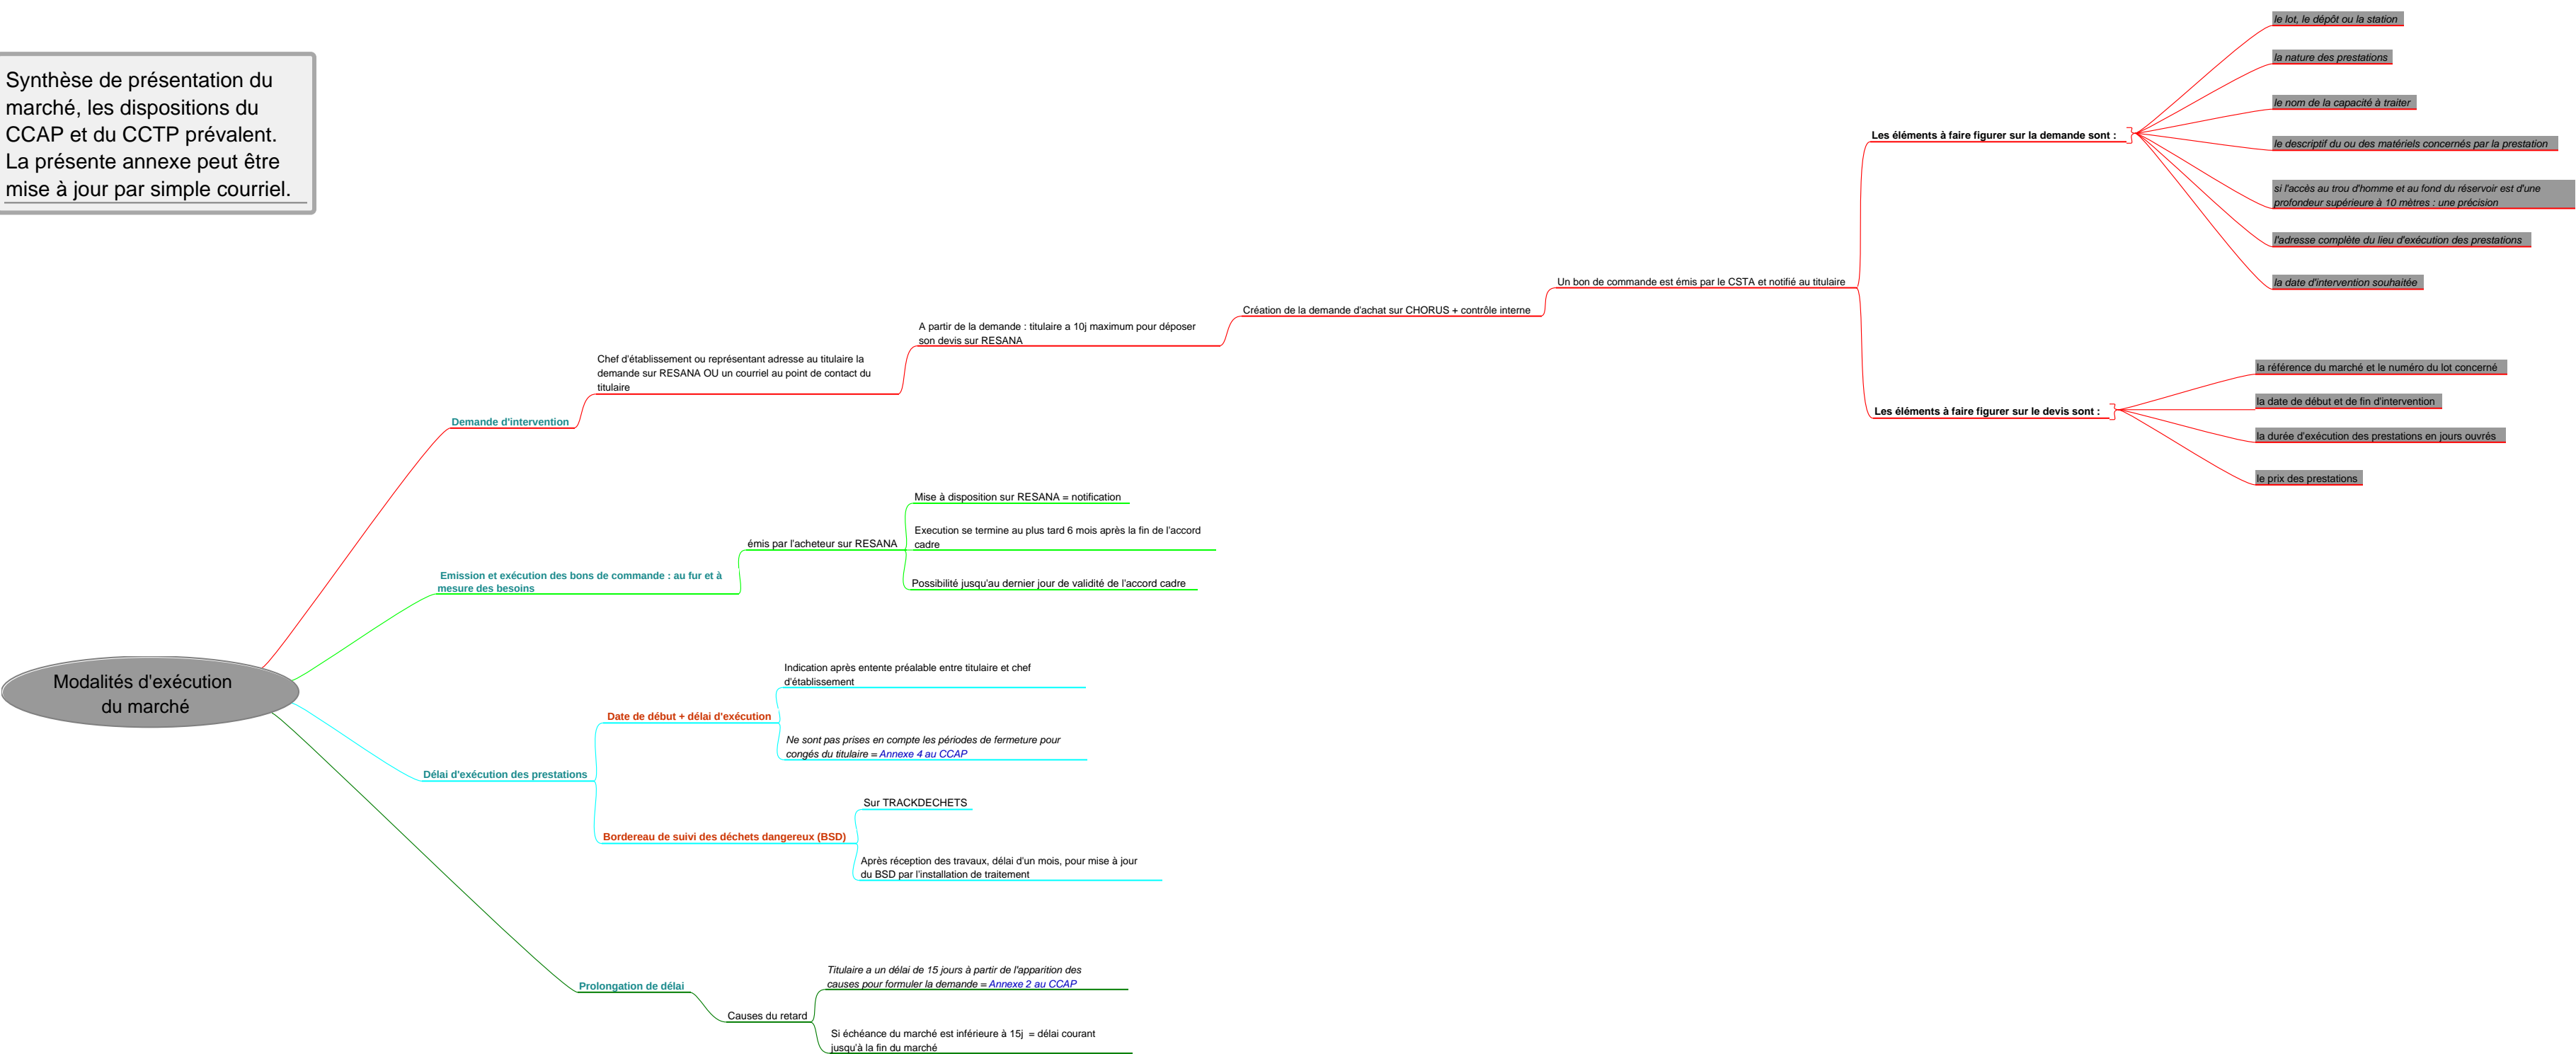 Synthèse de présentation du
marché, les dispositions du
CCAP et du CCTP prévalent.
La présente annexe peut être
mise à jour par simple courriel.
Modalités d'exécution
du marché
Demande d'intervention
Chef d'établissement ou représentant adresse au titulaire la
demande sur RESANA OU un courriel au point de contact du
titulaire
A partir de la demande : titulaire a 10j maximum pour déposer
son devis sur RESANA
Création de la demande d'achat sur CHORUS + contrôle interne
Un bon de commande est émis par le CSTA et notifié au titulaire
Les éléments à faire figurer sur la demande sont :
le lot, le dépôt ou la station
la nature des prestations
le nom de la capacité à traiter
le descriptif du ou des matériels concernés par la prestation
si l'accès au trou d'homme et au fond du réservoir est d'une
profondeur supérieure à 10 mètres : une précision
l'adresse complète du lieu d'exécution des prestations
la date d'intervention souhaitée
Les éléments à faire figurer sur le devis sont :
la référence du marché et le numéro du lot concerné
la date de début et de fin d'intervention
la durée d'exécution des prestations en jours ouvrés
le prix des prestations
Emission et exécution des bons de commande : au fur et à
mesure des besoins
émis par l'acheteur sur RESANA
Mise à disposition sur RESANA = notification
Execution se termine au plus tard 6 mois après la fin de l'accord
cadre
Possibilité jusqu'au dernier jour de validité de l'accord cadre
Délai d'exécution des prestations
Date de début + délai d'exécution
Indication après entente préalable entre titulaire et chef
d'établissement
Ne sont pas prises en compte les périodes de fermeture pour
congés du titulaire = Annexe 4 au CCAP
Bordereau de suivi des déchets dangereux (BSD)
Sur TRACKDECHETS
Après réception des travaux, délai d'un mois, pour mise à jour
du BSD par l'installation de traitement
Prolongation de délai
Causes du retard
Titulaire a un délai de 15 jours à partir de l'apparition des
causes pour formuler la demande = Annexe 2 au CCAP
Si échéance du marché est inférieure à 15j = délai courant
jusqu'à la fin du marché